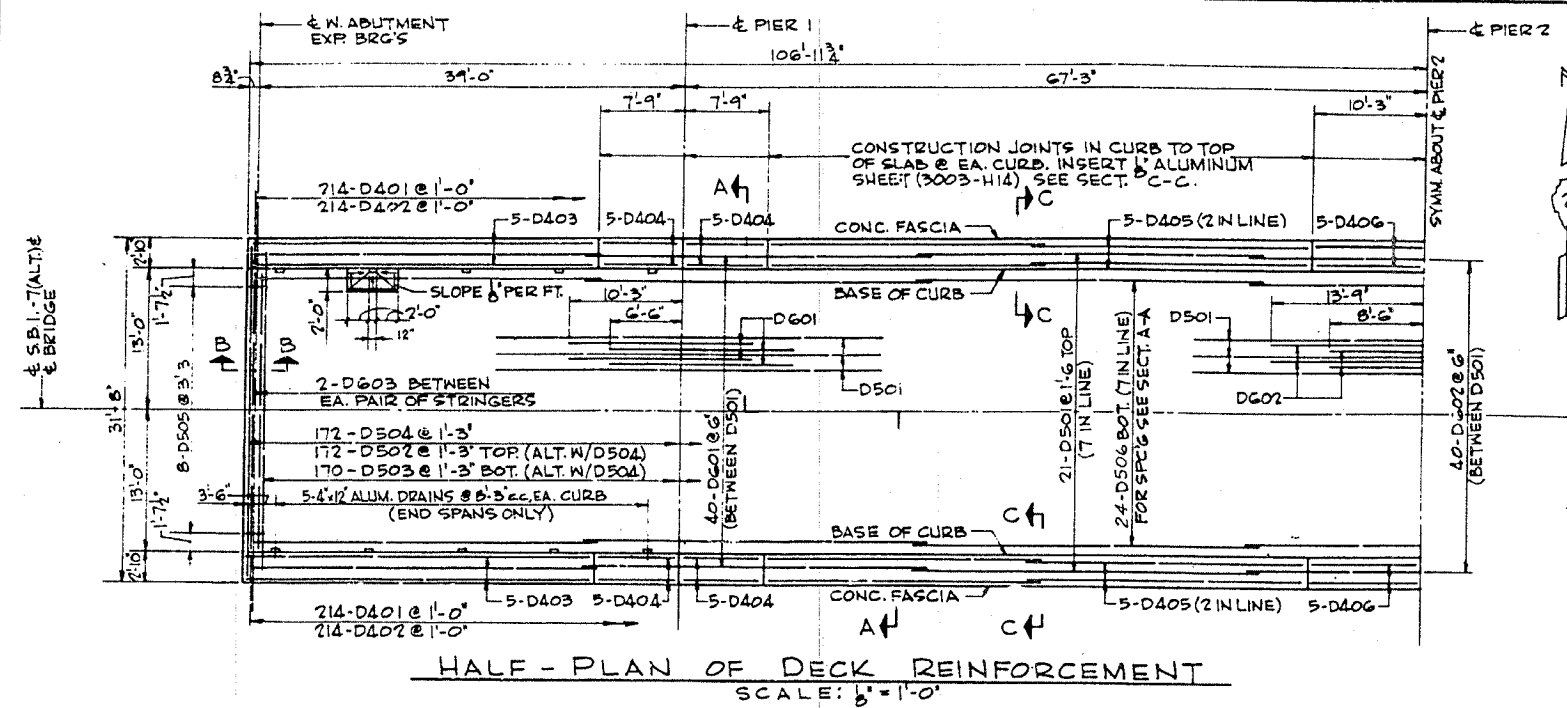 ℄ W. ABUTMENT
EXP. BRG'S
℄ PIER 1
℄ PIER 2
106'-11 3/4"
8 3/4"
39'-0"
67'-3"
7'-9"
7'-9"
10'-3"
SYMM. ABOUT ℄ PIER 2
CONSTRUCTION JOINTS IN CURB TO TOP
OF SLAB @ EA. CURB. INSERT 1/8" ALUMINUM
SHEET (3003-H14) SEE SECT. C-C.
A
C
214-D401 @ 1'-0"
214-D402 @ 1'-0"
5-D403
5-D404
5-D404
CONC. FASCIA
5-D405 (2 IN LINE)
5-D406
℄ S.B.I.-7 (ALT.) &
℄ BRIDGE
31'-8"
2'-10"
13'-0"
13'-0"
2'-10"
1'-7 1/2"
8-D505 @ 3'-3
1'-7 1/2"
SLOPE 1/8" PER FT.
BASE OF CURB
2'-0"
2'-0"
12"
10'-3"
6'-6"
D601
D501
C
13'-9"
8'-6"
D501
D602
B
B
2-D603 BETWEEN
EA. PAIR OF STRINGERS
172-D504 @ 1'-3"
172-D502 @ 1'-3" TOP. (ALT. W/D504)
170-D503 @ 1'-3" BOT. (ALT. W/D504)
3'-6"
5-4"x12" ALUM. DRAINS @ 8'-3" c.c, EA. CURB
(END SPANS ONLY)
40-D601 @ 6"
(BETWEEN D501)
21-D501 @ 1'-6 TOP
(7 IN LINE)
24-D506 BOT. (7 IN LINE)
FOR SPC'G SEE SECT. A-A
40-D602 @ 6"
(BETWEEN D501)
C
BASE OF CURB
5-D403
5-D404
5-D404
CONC. FASCIA
5-D405 (2 IN LINE)
5-D406
214-D401 @ 1'-0"
214-D402 @ 1'-0"
A
C
HALF-PLAN OF DECK REINFORCEMENT
SCALE: 1/8" = 1'-0"